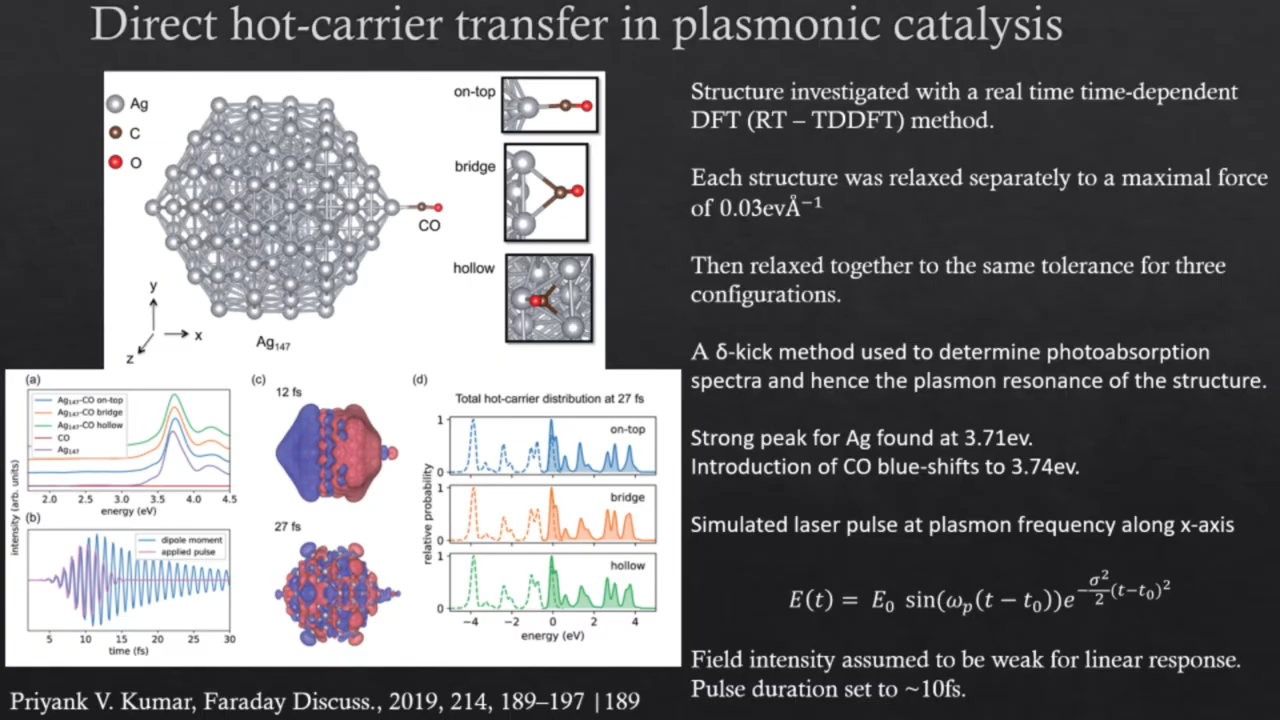 Direct hot-carrier transfer in plasmonic catalysis
Ag
C
O
CO
Ag₁₄₇
y
x
z
on-top
bridge
hollow
(a)
Ag₁₄₇-CO on-top
Ag₁₄₇-CO bridge
Ag₁₄₇-CO hollow
CO
Ag₁₄₇
2.0 2.5 3.0 3.5 4.0 4.5
energy (eV)
intensity (arb. units)
(b)
dipole moment
applied pulse
5 10 15 20 25 30
time (fs)
(c)
12 fs
27 fs
(d)
Total hot-carrier distribution at 27 fs
on-top
1
0
bridge
1
0
hollow
1
0
relative probability
−4 −2 0 2 4
energy (eV)
Structure investigated with a real time time-dependent
DFT (RT – TDDFT) method.
Each structure was relaxed separately to a maximal force
of 0.03evÅ⁻¹
Then relaxed together to the same tolerance for three
configurations.
A δ-kick method used to determine photoabsorption
spectra and hence the plasmon resonance of the structure.
Strong peak for Ag found at 3.71ev.
Introduction of CO blue-shifts to 3.74ev.
Simulated laser pulse at plasmon frequency along x-axis
E(t) = E₀ sin(ωₚ(t − t₀))e^{−\frac{σ²}{2}(t−t₀)²}
Field intensity assumed to be weak for linear response.
Pulse duration set to ~10fs.
Priyank V. Kumar, Faraday Discuss., 2019, 214, 189–197 |189